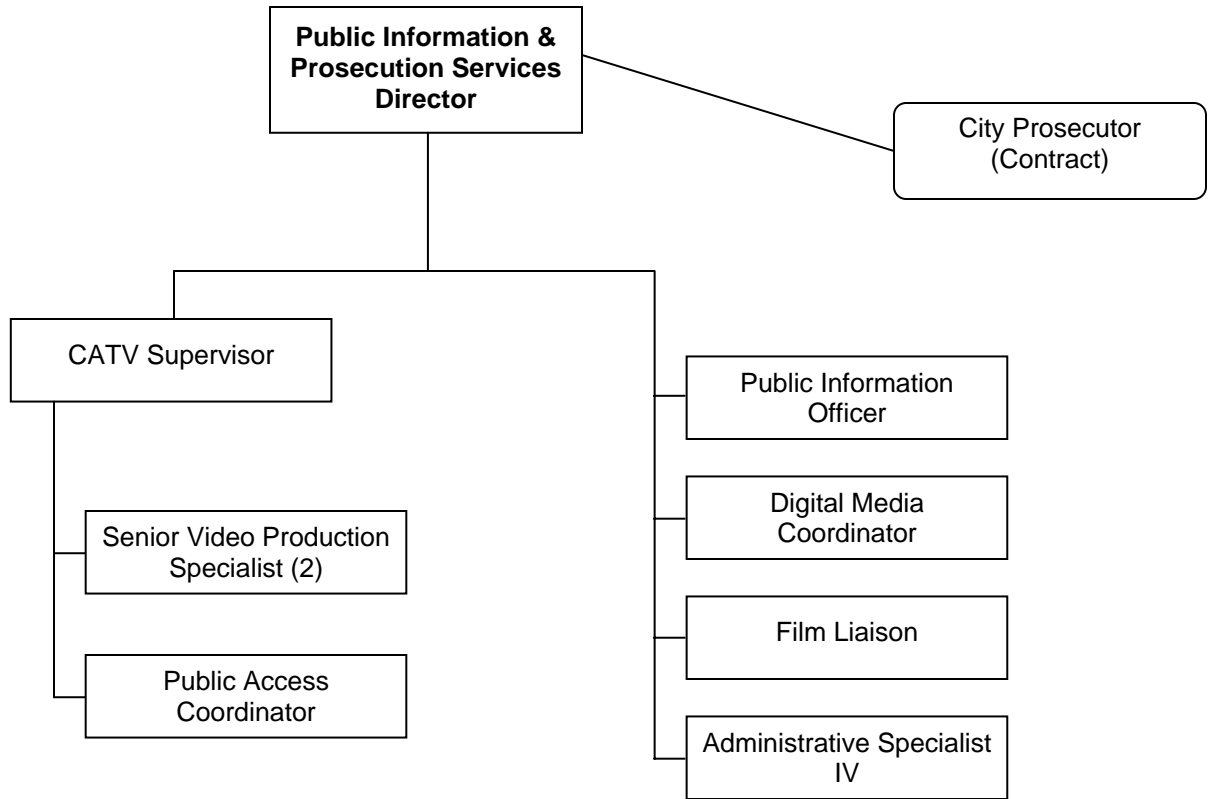 Public Information &
Prosecution Services
Director
City Prosecutor
(Contract)
CATV Supervisor
Senior Video Production
Specialist (2)
Public Access
Coordinator
Public Information
Officer
Digital Media
Coordinator
Film Liaison
Administrative Specialist
IV